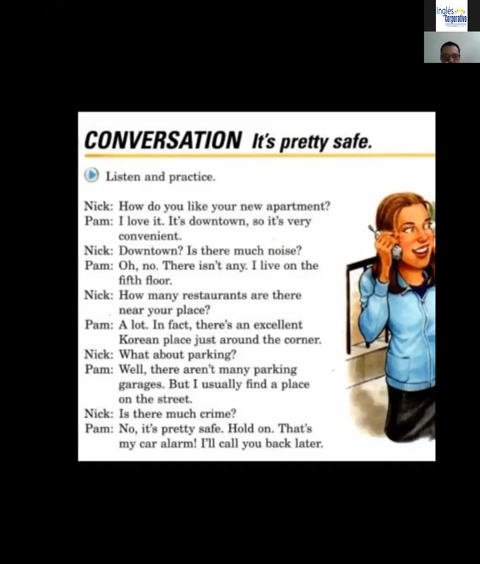 Inglés
Corporativo
CONVERSATION It's pretty safe.
Listen and practice.
Nick: How do you like your new apartment?
Pam: I love it. It's downtown, so it's very
convenient.
Nick: Downtown? Is there much noise?
Pam: Oh, no. There isn't any. I live on the
fifth floor.
Nick: How many restaurants are there
near your place?
Pam: A lot. In fact, there's an excellent
Korean place just around the corner.
Nick: What about parking?
Pam: Well, there aren't many parking
garages. But I usually find a place
on the street.
Nick: Is there much crime?
Pam: No, it's pretty safe. Hold on. That's
my car alarm! I'll call you back later.